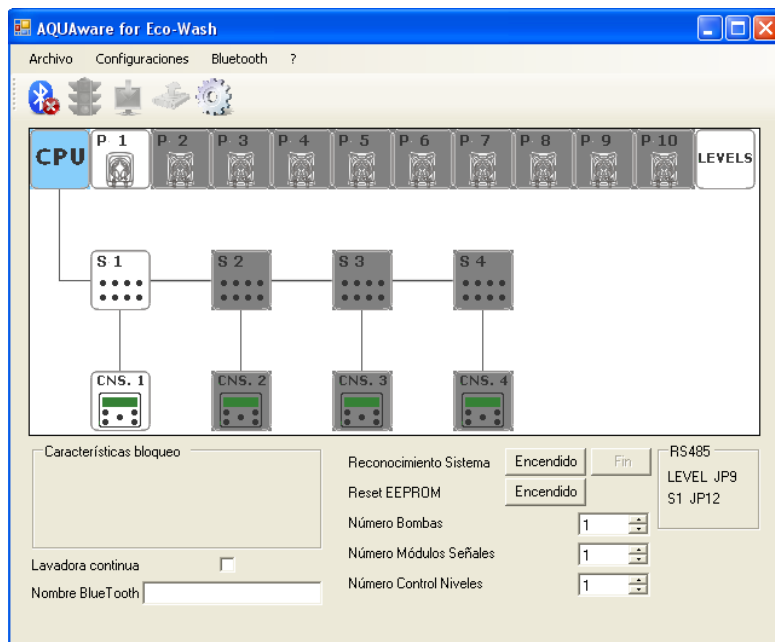 AQUAware for Eco-Wash
Archivo Configuraciones Bluetooth ?
CPU P 1 P 2 P 3 P 4 P 5 P 6 P 7 P 8 P 9 P 10 LEVELS
S 1 S 2 S 3 S 4
CNS. 1 CNS. 2 CNS. 3 CNS. 4
Características bloqueo
Lavadora continua
Nombre BlueTooth
Reconocimiento Sistema Encendido Fin
Reset EEPROM Encendido
Número Bombas 1
Número Módulos Señales 1
Número Control Niveles 1
RS485
LEVEL JP9
S1 JP12